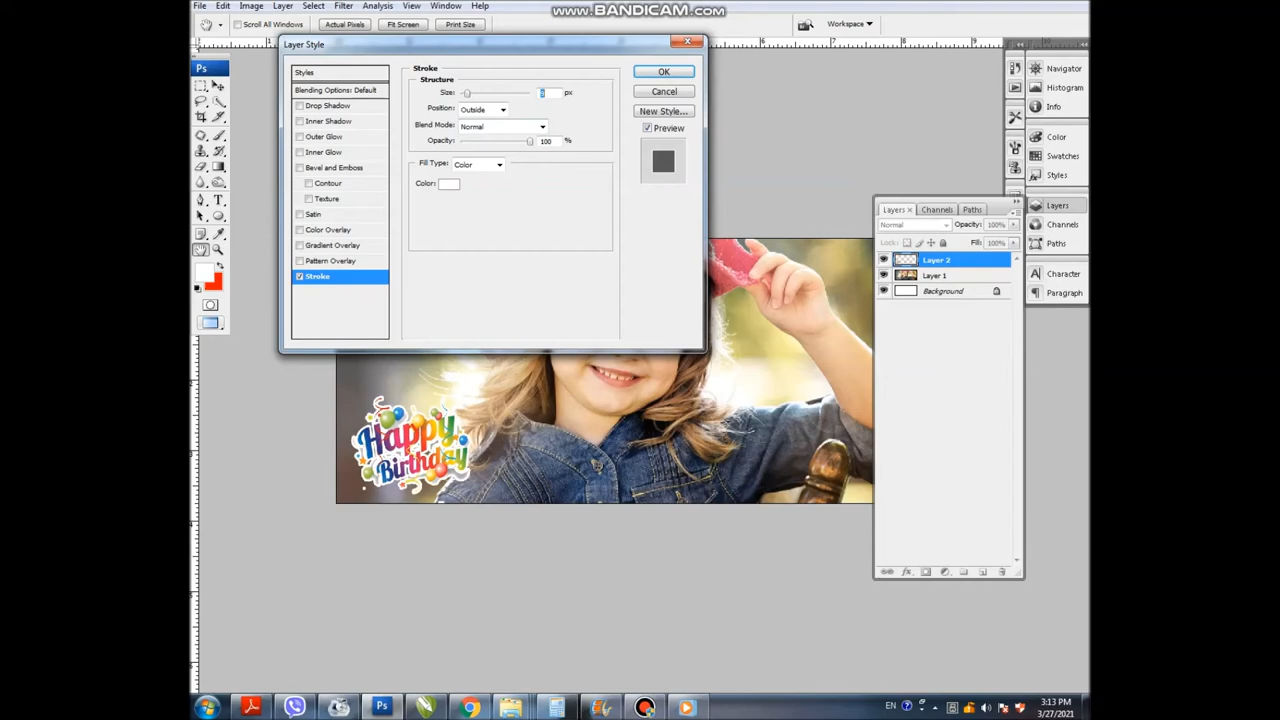 File Edit Image Layer Select Filter Analysis View Window Help
www.BANDICAM.com
Scroll All Windows Actual Pixels Fit Screen Print Size Workspace
Layer Style
Ps
Styles
Blending Options: Default
Drop Shadow
Inner Shadow
Outer Glow
Inner Glow
Bevel and Emboss
Contour
Texture
Satin
Color Overlay
Gradient Overlay
Pattern Overlay
Stroke
Stroke
Structure
Size: px
Position: Outside
Blend Mode: Normal
Opacity: 100 %
Fill Type: Color
Color:
OK
Cancel
New Style...
Preview
Navigator
Histogram
Info
Color
Swatches
Styles
Layers
Channels
Paths
Character
Paragraph
Layers Channels Paths
Normal Opacity: 100%
Lock: Fill: 100%
Layer 2
Layer 1
Background
Happy
Birthday
Ps
EN
3:13 PM
3/27/2021